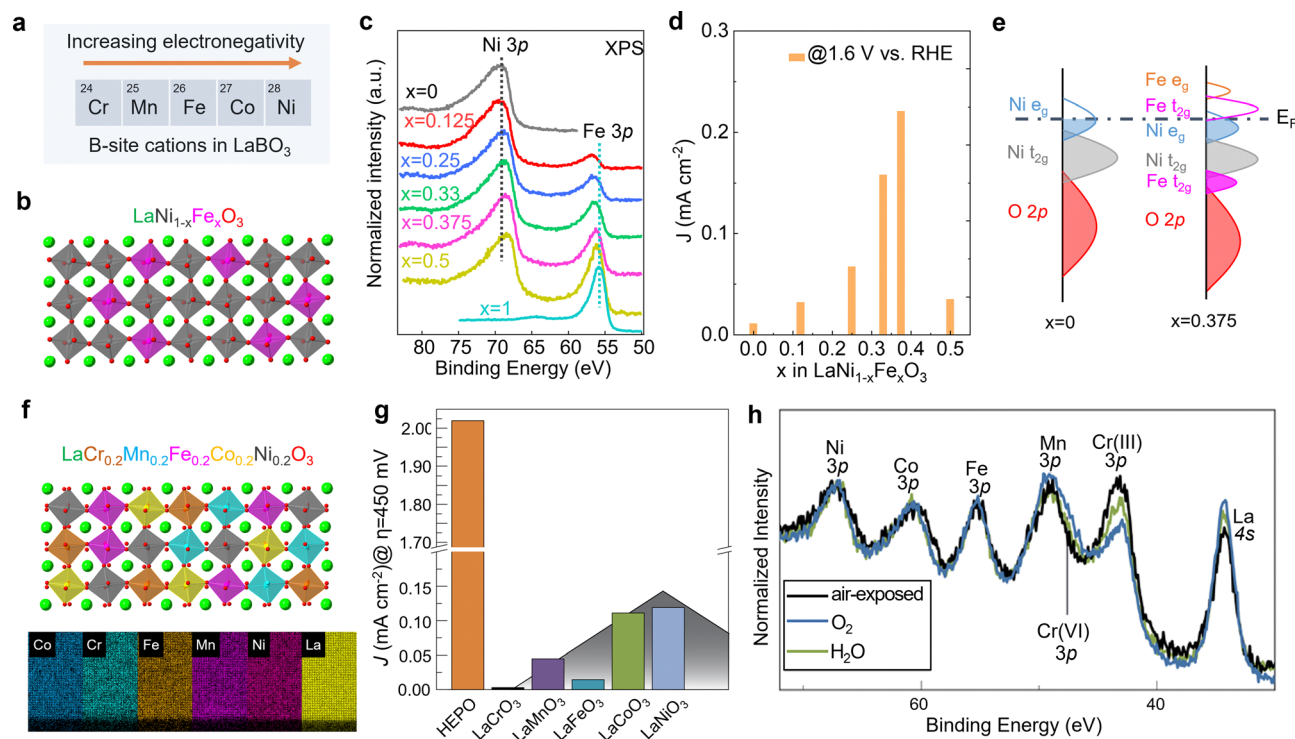 a
Increasing electronegativity
24 25 26 27 28
Cr Mn Fe Co Ni
B-site cations in LaBO₃
b
LaNi₁₋ₓFeₓO₃
c
Normalized intensity (a.u.)
Ni 3p
XPS
Fe 3p
x=0
x=0.125
x=0.25
x=0.33
x=0.375
x=0.5
x=1
80 75 70 65 60 55 50
Binding Energy (eV)
d
J (mA cm⁻²)
@1.6 V vs. RHE
0.3
0.2
0.1
0.0
0.0 0.1 0.2 0.3 0.4 0.5
x in LaNi₁₋ₓFeₓO₃
e
Ni e_g
Ni t₂g
O 2p
x=0
Fe e_g
Fe t₂g
E_F
Ni e_g
Ni t₂g
Fe t₂g
O 2p
x=0.375
f
LaCr₀.₂Mn₀.₂Fe₀.₂Co₀.₂Ni₀.₂O₃
Co Cr Fe Mn Ni La
g
J (mA cm⁻²)@ η=450 mV
2.00
1.90
1.80
1.70
0.15
0.10
0.05
0.00
HEPO
LaCrO₃
LaMnO₃
LaFeO₃
LaCoO₃
LaNiO₃
h
Normalized Intensity
Ni
3p
Co
3p
Fe
3p
Mn
3p
Cr(III)
3p
La
4s
Cr(VI)
3p
air-exposed
O₂
H₂O
60 40
Binding Energy (eV)